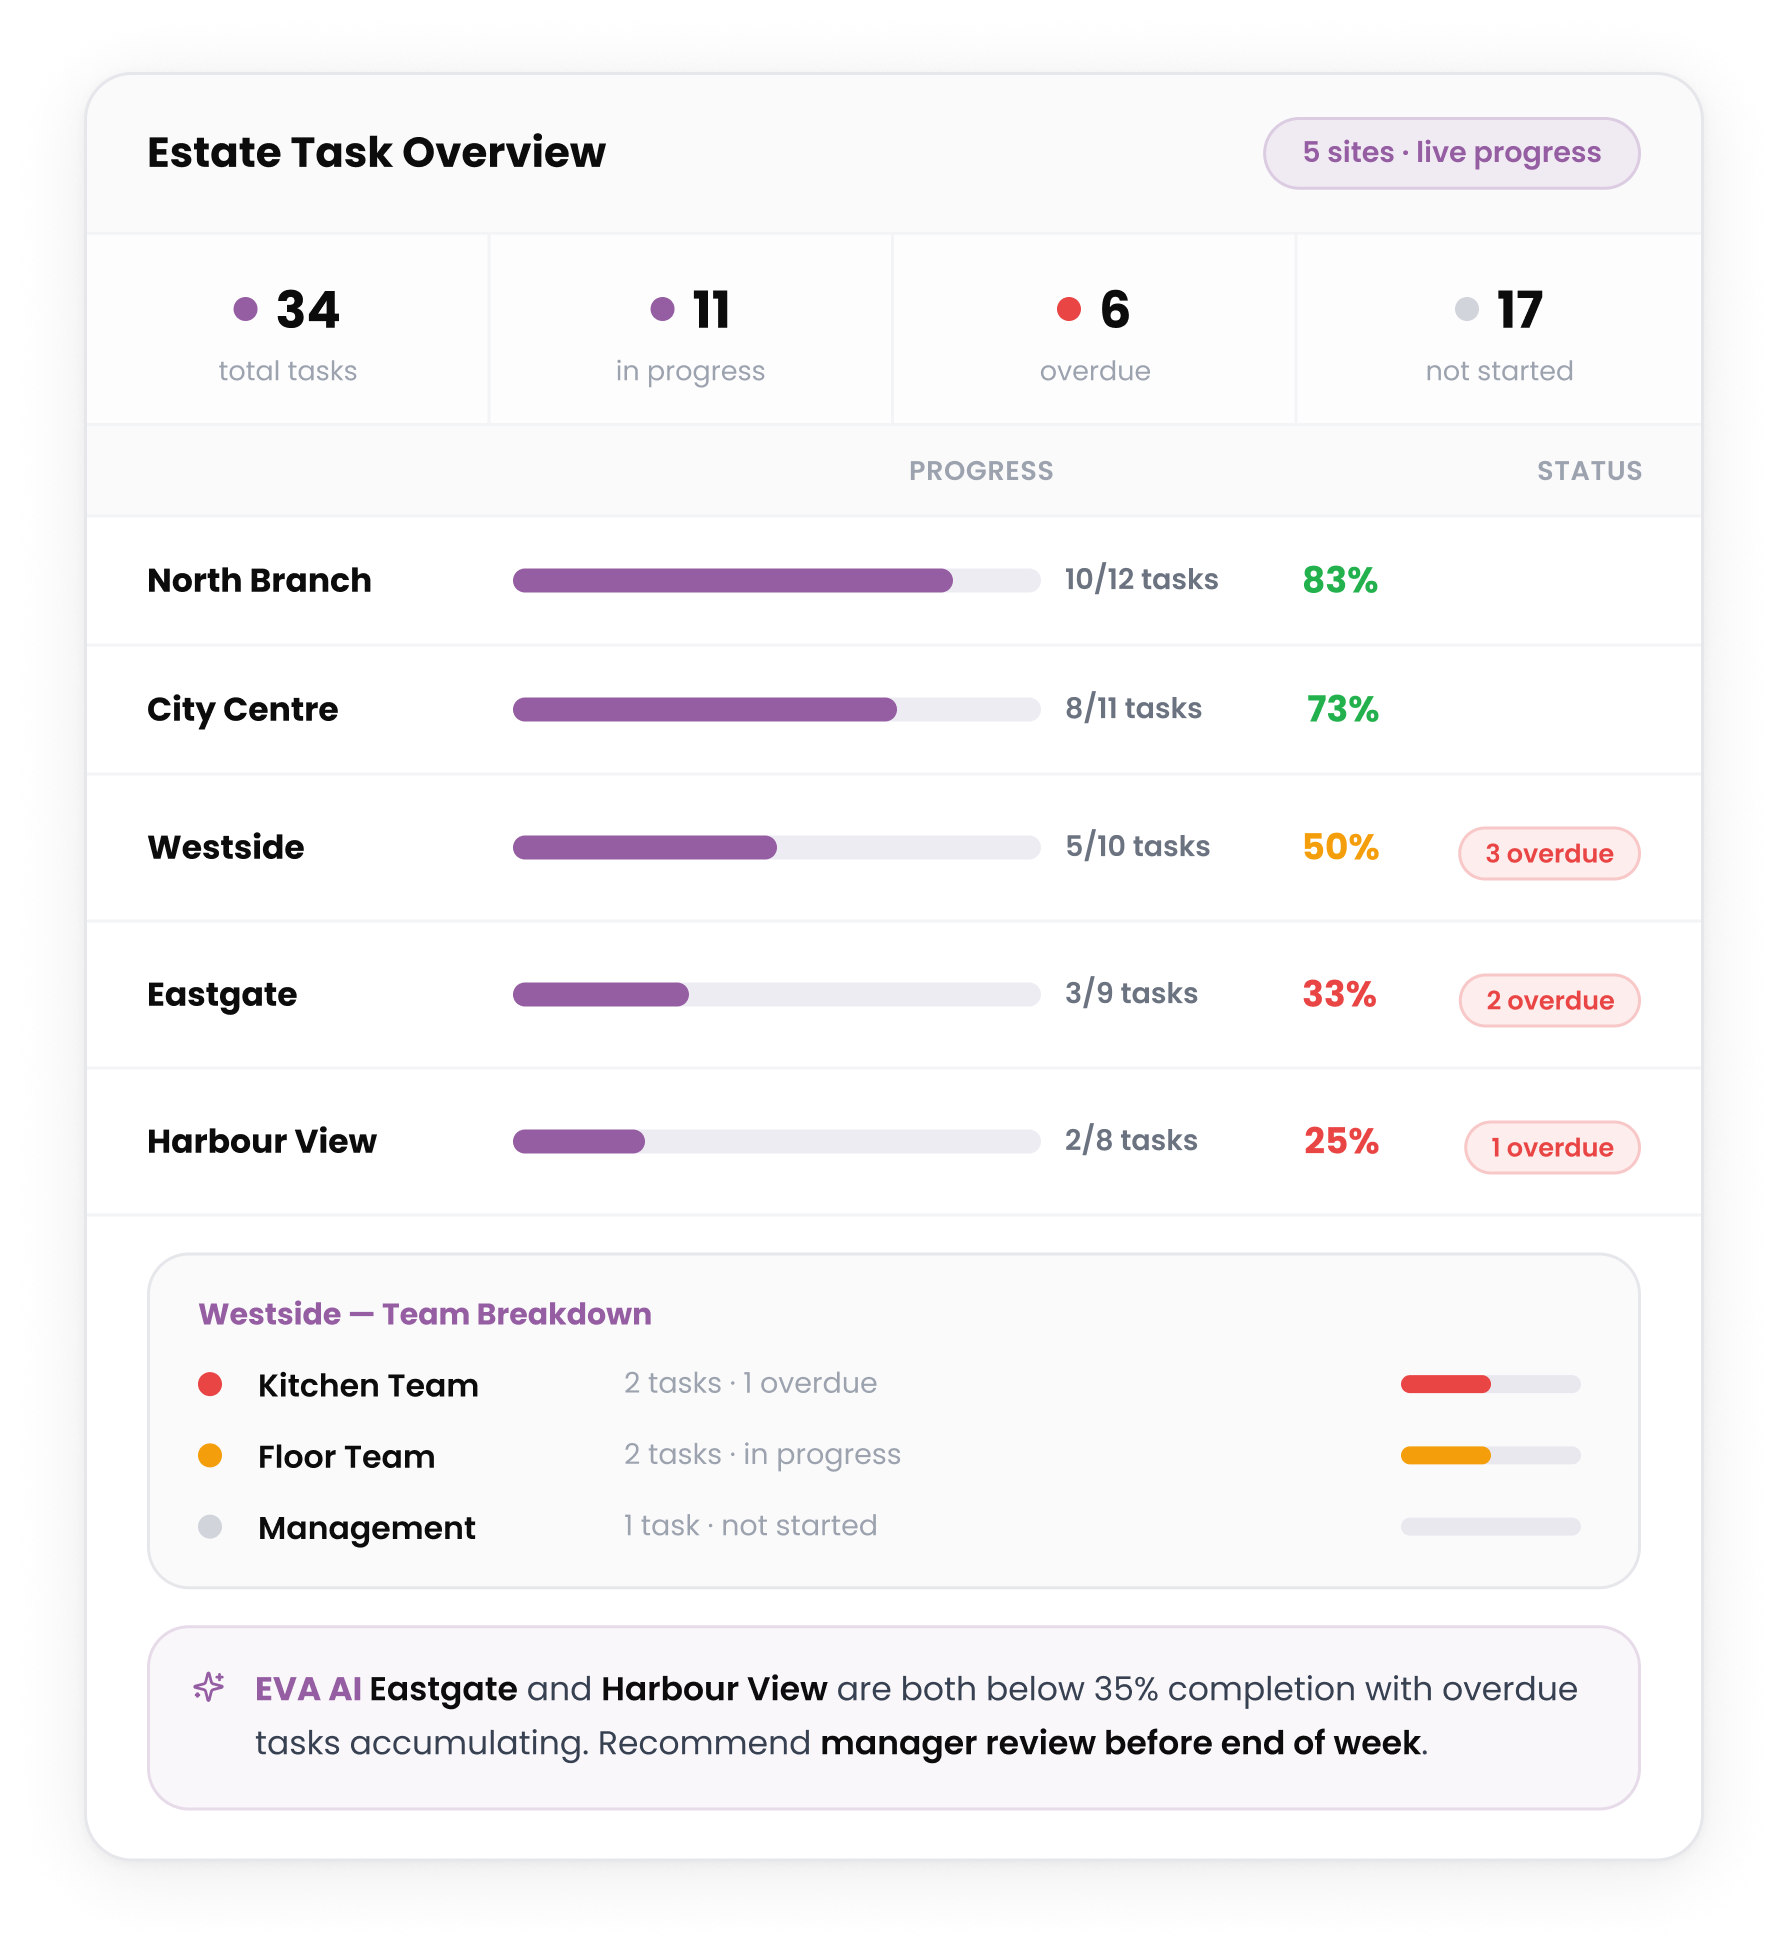 Estate Task Overview
5 sites · live progress
34
total tasks
11
in progress
6
overdue
17
not started
PROGRESS
STATUS
North Branch
10/12 tasks
83%
City Centre
8/11 tasks
73%
Westside
5/10 tasks
50%
3 overdue
Eastgate
3/9 tasks
33%
2 overdue
Harbour View
2/8 tasks
25%
1 overdue
Westside — Team Breakdown
Kitchen Team
2 tasks · 1 overdue
Floor Team
2 tasks · in progress
Management
1 task · not started
EVA AI Eastgate and Harbour View are both below 35% completion with overdue
tasks accumulating. Recommend manager review before end of week.